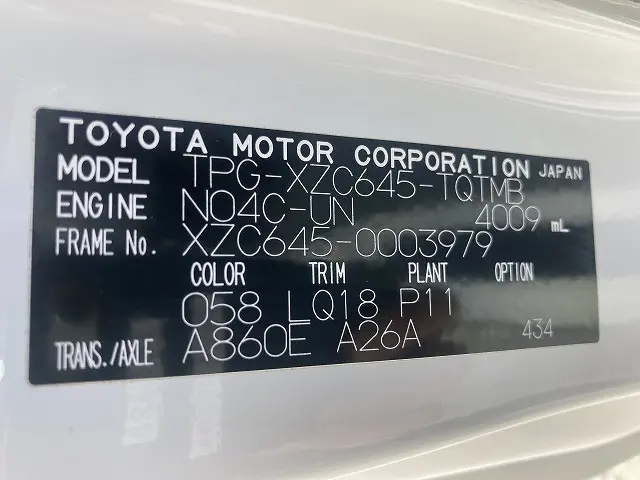 TOYOTA MOTOR CORPORATION JAPAN
MODEL TPG-XZC645-TQTMB
ENGINE N04C-UN 4009 mL
FRAME No. XZC645-0003979
COLOR TRIM PLANT OPTION
058 LQ18 P11
TRANS./AXLE A860E A26A 434